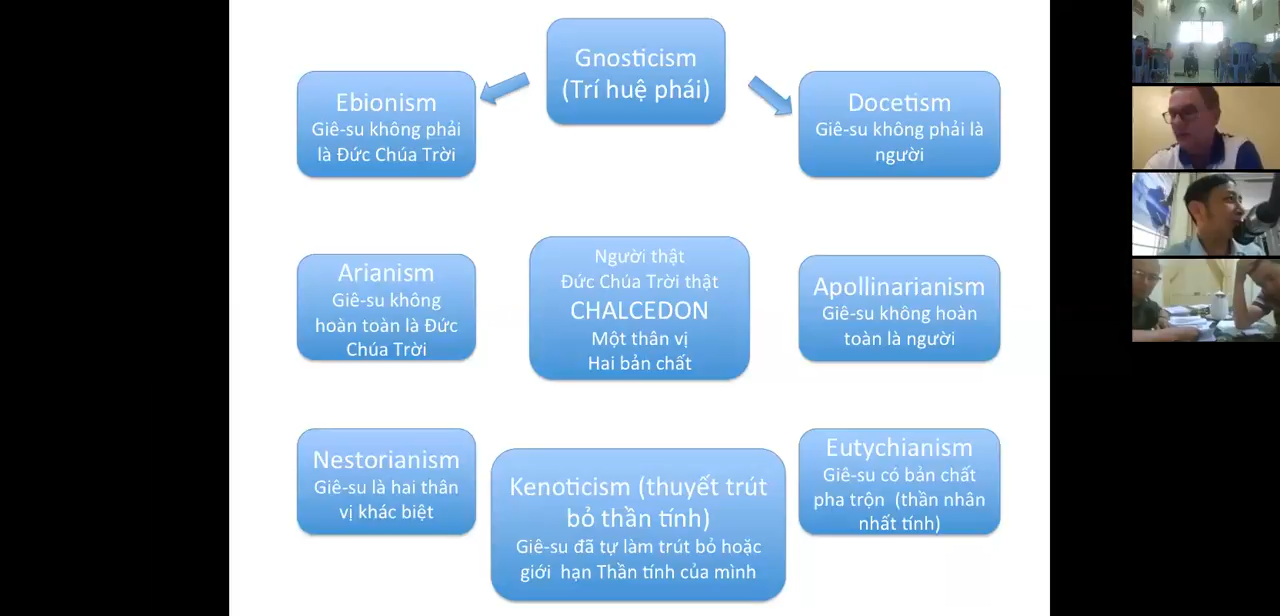 Gnosticism
(Trí huệ phái)
Ebionism
Giê-su không phải
là Đức Chúa Trời
Docetism
Giê-su không phải là
người
Arianism
Giê-su không
hoàn toàn là Đức
Chúa Trời
Người thật
Đức Chúa Trời thật
CHALCEDON
Một thân vị
Hai bản chất
Apollinarianism
Giê-su không hoàn
toàn là người
Nestorianism
Giê-su là hai thân
vị khác biệt
Kenoticism (thuyết trút
bỏ thần tính)
Giê-su đã tự làm trút bỏ hoặc
giới hạn Thần tính của mình
Eutychianism
Giê-su có bản chất
pha trộn (thần nhân
nhất tính)